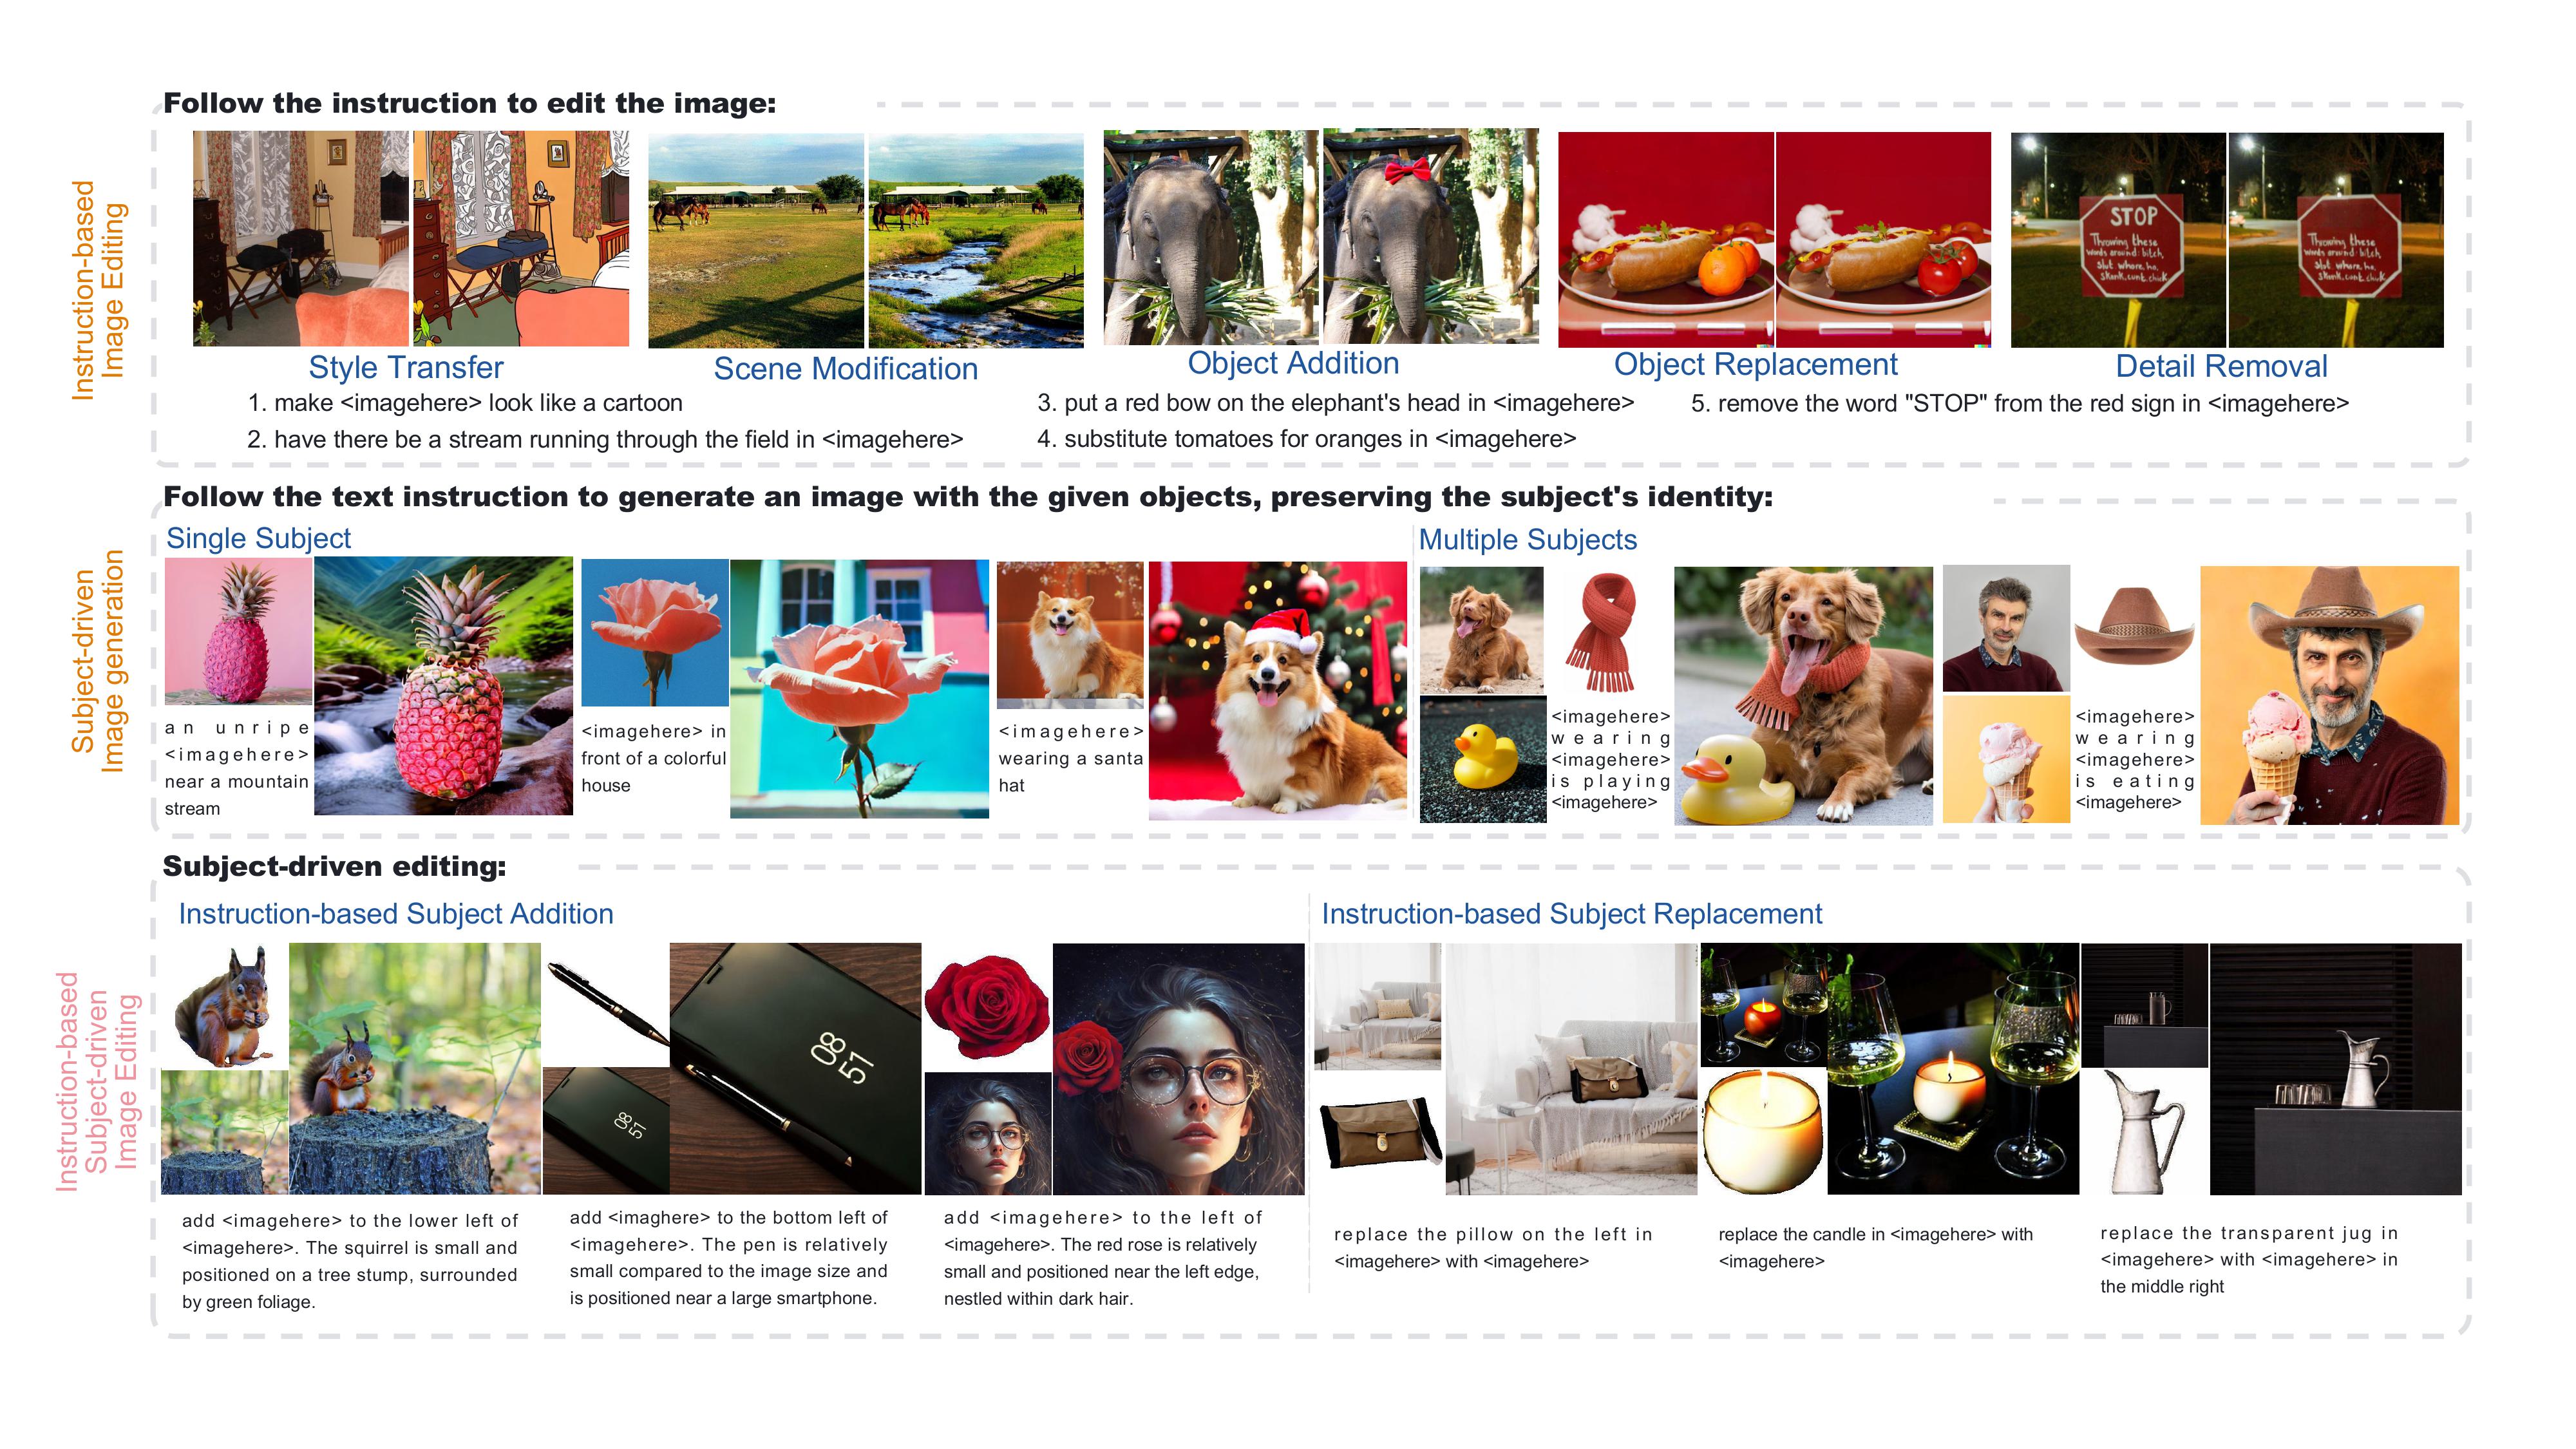 Follow the instruction to edit the image:
Instruction-based
Image Editing
STOP
Throwing these
words around: bitch,
slut whore, ho,
skank, cunt, chick
Throwing these
words around: bitch,
slut whore, ho,
skank, cunt, chick
Style Transfer
Scene Modification
Object Addition
Object Replacement
Detail Removal
1. make <imagehere> look like a cartoon
2. have there be a stream running through the field in <imagehere>
3. put a red bow on the elephant's head in <imagehere>
4. substitute tomatoes for oranges in <imagehere>
5. remove the word "STOP" from the red sign in <imagehere>
Follow the text instruction to generate an image with the given objects, preserving the subject's identity:
Subject-driven
Image generation
Single Subject
an unripe
<imagehere>
near a mountain
stream
<imagehere> in
front of a colorful
house
<imagehere>
wearing a santa
hat
Multiple Subjects
<imagehere>
wearing
<imagehere>
is playing
<imagehere>
<imagehere>
wearing
<imagehere>
is eating
<imagehere>
Subject-driven editing:
Instruction-based
Subject-driven
Image Editing
Instruction-based Subject Addition
08
51
08
51
add <imagehere> to the lower left of
<imagehere>. The squirrel is small and
positioned on a tree stump, surrounded
by green foliage.
add <imaghere> to the bottom left of
<imagehere>. The pen is relatively
small compared to the image size and
is positioned near a large smartphone.
add <imagehere> to the left of
<imagehere>. The red rose is relatively
small and positioned near the left edge,
nestled within dark hair.
Instruction-based Subject Replacement
replace the pillow on the left in
<imagehere> with <imagehere>
replace the candle in <imagehere> with
<imagehere>
replace the transparent jug in
<imagehere> with <imagehere> in
the middle right